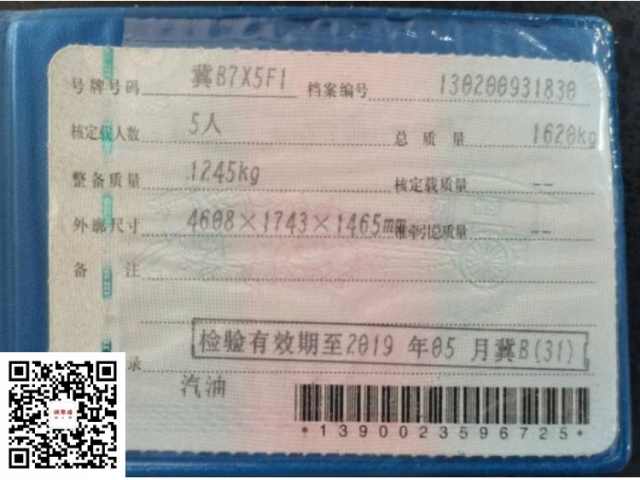 号牌号码 冀B7X5F1 档案编号 130200931830
核定载人数 5人 总质量 1620kg
整备质量 1245kg 核定载质量 --
外廓尺寸 4608×1743×1465mm 准牵引总质量 --
备注
检验有效期至2019年05月冀B(31)
录
汽油
*1390023596725*